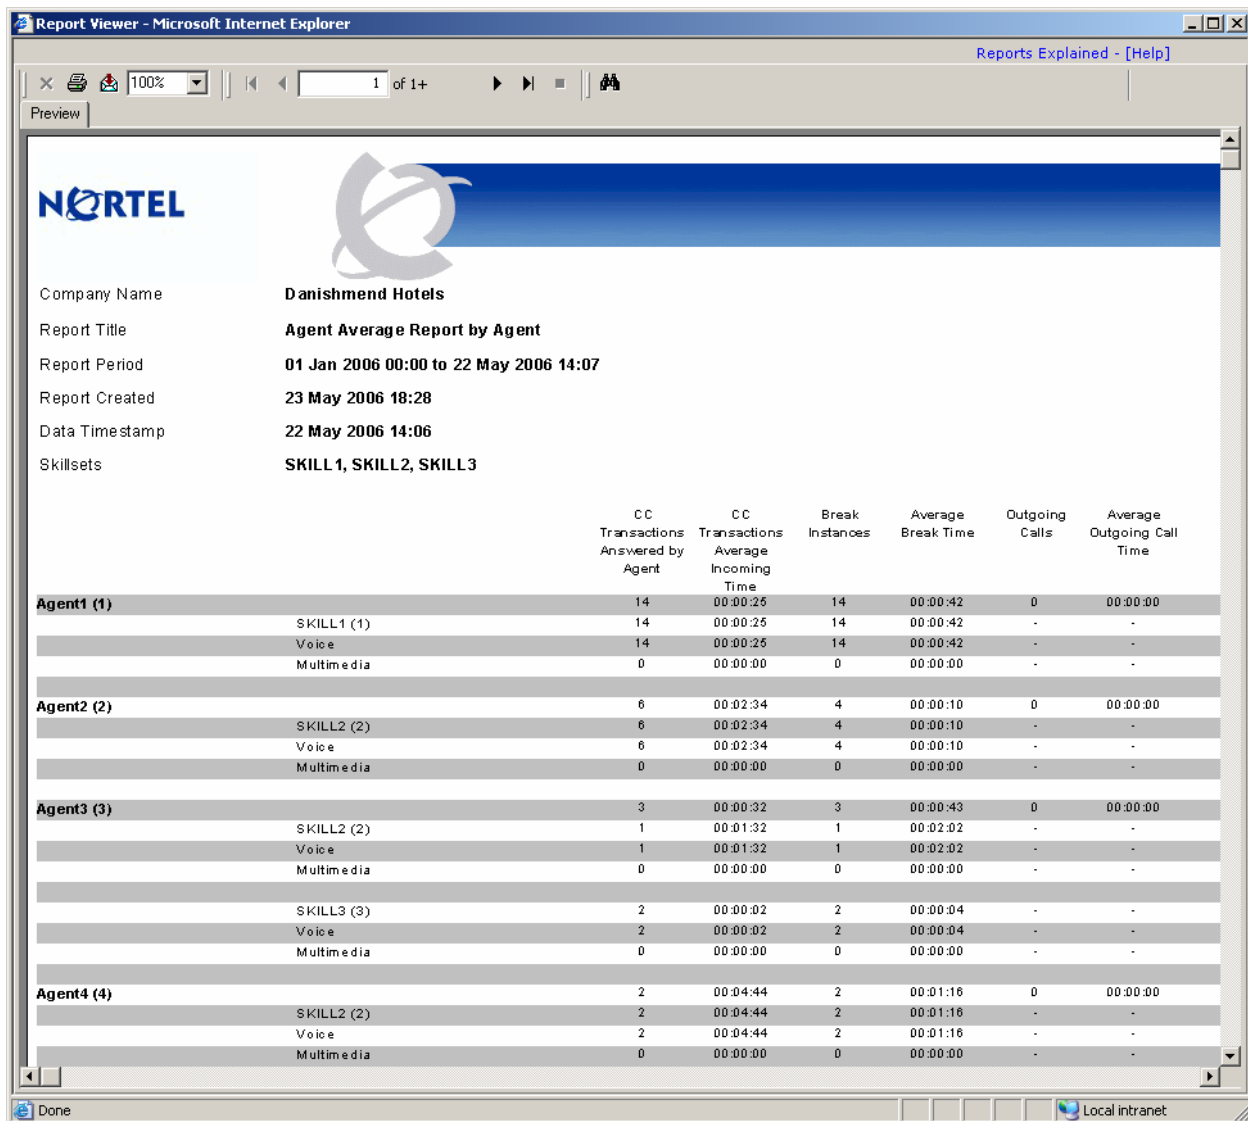 Report Viewer - Microsoft Internet Explorer
Reports Explained - [Help]
100% 1 of 1+
Preview
NORTEL
Company Name Danishmend Hotels
Report Title Agent Average Report by Agent
Report Period 01 Jan 2006 00:00 to 22 May 2006 14:07
Report Created 23 May 2006 18:28
Data Timestamp 22 May 2006 14:06
Skillsets SKILL1, SKILL2, SKILL3
CC CC Break Average Outgoing Average
Transactions Transactions Instances Break Time Calls Outgoing Call
Answered by Average Time
Agent Incoming
Time
Agent1 (1) 14 00:00:25 14 00:00:42 0 00:00:00
SKILL1 (1) 14 00:00:25 14 00:00:42 - -
Voice 14 00:00:25 14 00:00:42 - -
Multimedia 0 00:00:00 0 00:00:00 - -
Agent2 (2) 6 00:02:34 4 00:00:10 0 00:00:00
SKILL2 (2) 6 00:02:34 4 00:00:10 - -
Voice 6 00:02:34 4 00:00:10 - -
Multimedia 0 00:00:00 0 00:00:00 - -
Agent3 (3) 3 00:00:32 3 00:00:43 0 00:00:00
SKILL2 (2) 1 00:01:32 1 00:02:02 - -
Voice 1 00:01:32 1 00:02:02 - -
Multimedia 0 00:00:00 0 00:00:00 - -
SKILL3 (3) 2 00:00:02 2 00:00:04 - -
Voice 2 00:00:02 2 00:00:04 - -
Multimedia 0 00:00:00 0 00:00:00 - -
Agent4 (4) 2 00:04:44 2 00:01:16 0 00:00:00
SKILL2 (2) 2 00:04:44 2 00:01:16 - -
Voice 2 00:04:44 2 00:01:16 - -
Multimedia 0 00:00:00 0 00:00:00 - -
Done Local intranet